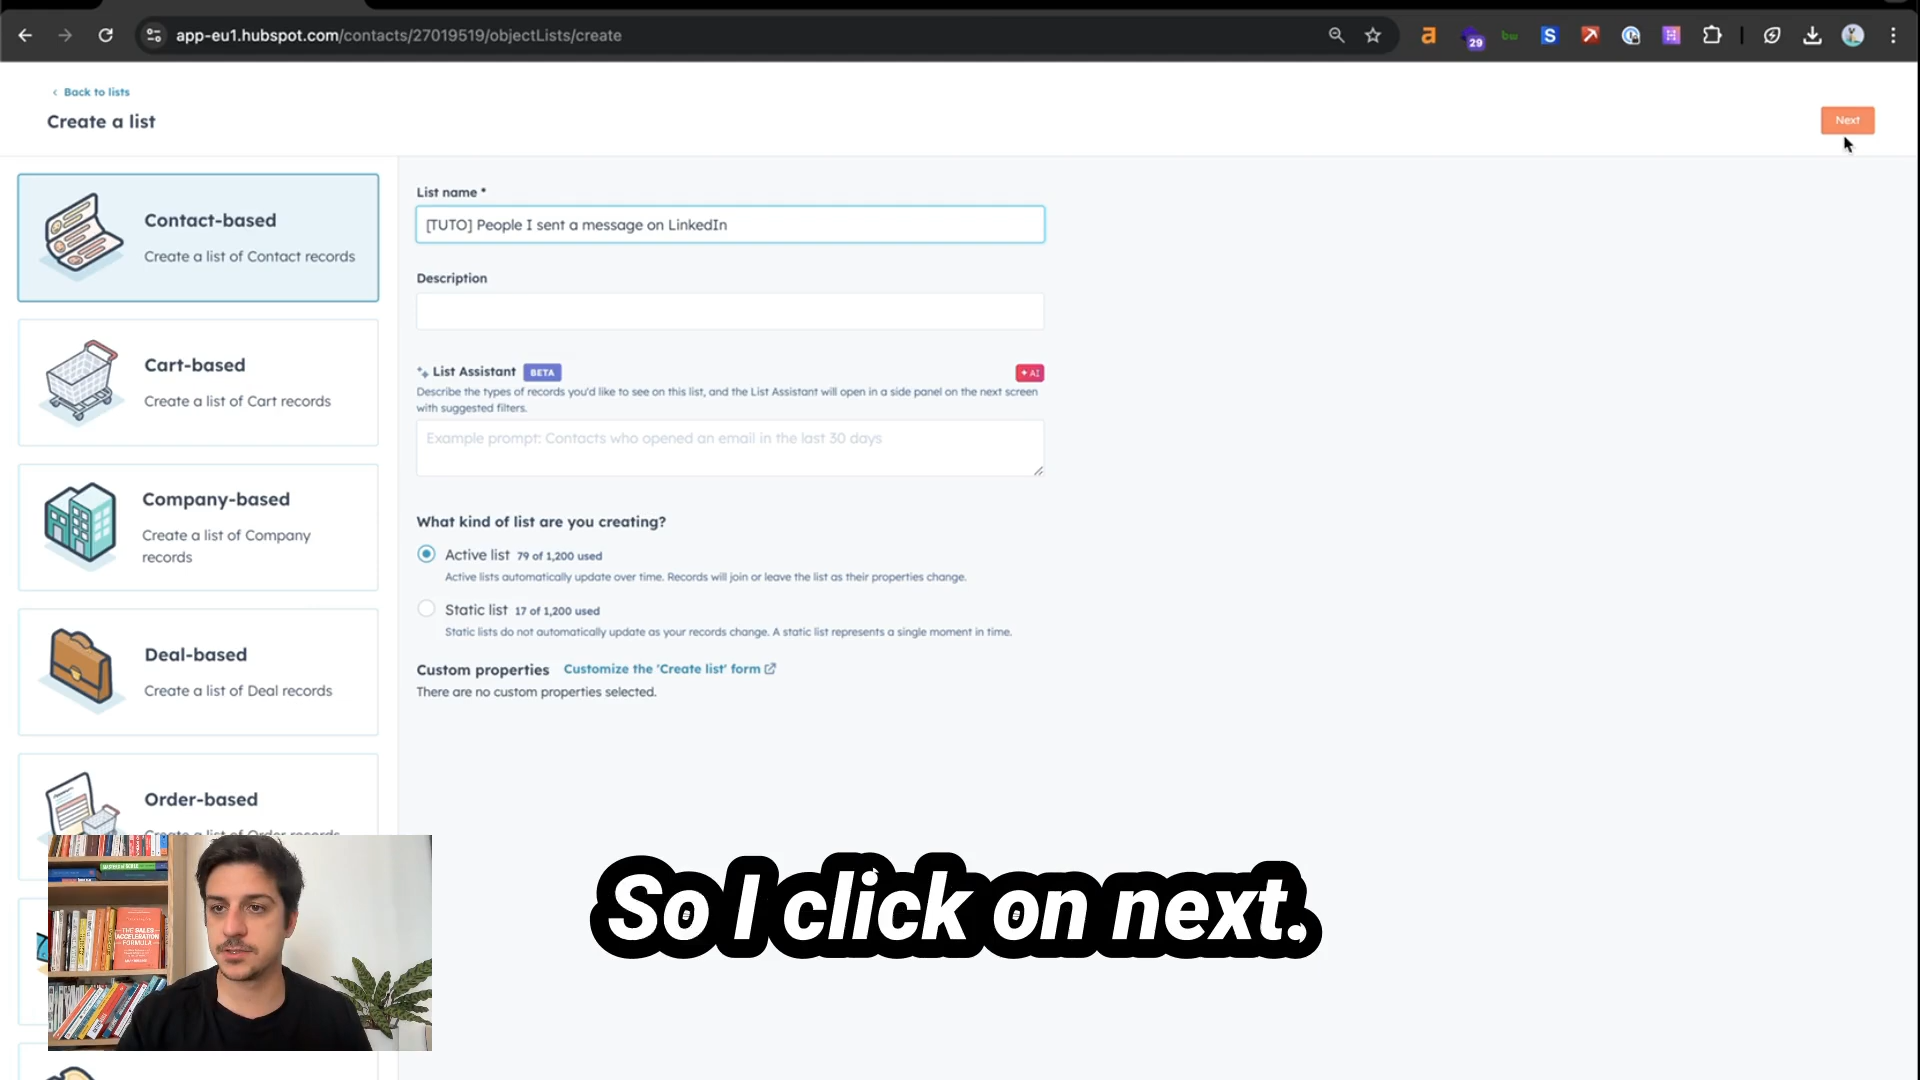 app-eu1.hubspot.com/contacts/27019519/objectLists/create
29
Back to lists
Create a list
Next
Contact-based
Create a list of Contact records
Cart-based
Create a list of Cart records
Company-based
Create a list of Company
records
Deal-based
Create a list of Deal records
Order-based
Create a list of Order records
List name *
[TUTO] People I sent a message on LinkedIn
Description
List Assistant BETA
+ AI
Describe the types of records you'd like to see on this list, and the List Assistant will open in a side panel on the next screen
with suggested filters.
Example prompt: Contacts who opened an email in the last 30 days
What kind of list are you creating?
Active list 79 of 1,200 used
Active lists automatically update over time. Records will join or leave the list as their properties change.
Static list 17 of 1,200 used
Static lists do not automatically update as your records change. A static list represents a single moment in time.
Custom properties Customize the 'Create list' form
There are no custom properties selected.
THE SALES
ACCELERATION
FORMULA
So I click on next.